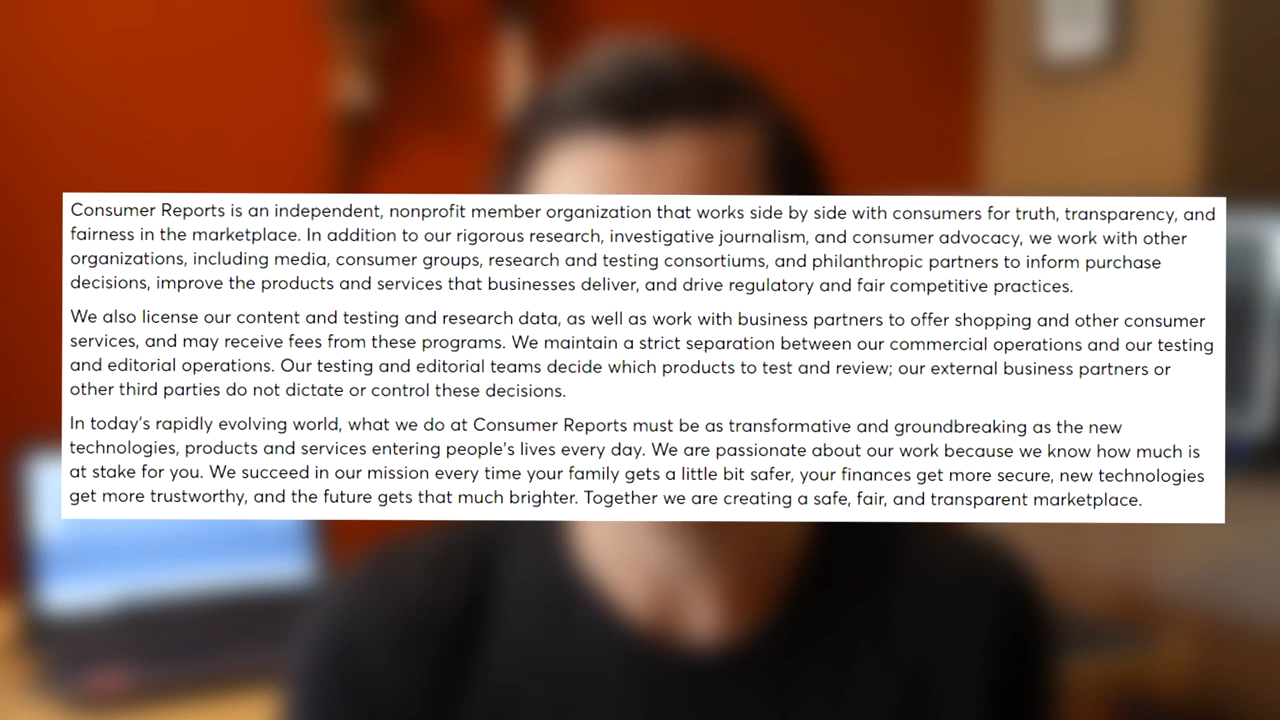 Consumer Reports is an independent, nonprofit member organization that works side by side with consumers for truth, transparency, and
fairness in the marketplace. In addition to our rigorous research, investigative journalism, and consumer advocacy, we work with other
organizations, including media, consumer groups, research and testing consortiums, and philanthropic partners to inform purchase
decisions, improve the products and services that businesses deliver, and drive regulatory and fair competitive practices.
We also license our content and testing and research data, as well as work with business partners to offer shopping and other consumer
services, and may receive fees from these programs. We maintain a strict separation between our commercial operations and our testing
and editorial operations. Our testing and editorial teams decide which products to test and review; our external business partners or
other third parties do not dictate or control these decisions.
In today's rapidly evolving world, what we do at Consumer Reports must be as transformative and groundbreaking as the new
technologies, products and services entering people's lives every day. We are passionate about our work because we know how much is
at stake for you. We succeed in our mission every time your family gets a little bit safer, your finances get more secure, new technologies
get more trustworthy, and the future gets that much brighter. Together we are creating a safe, fair, and transparent marketplace.